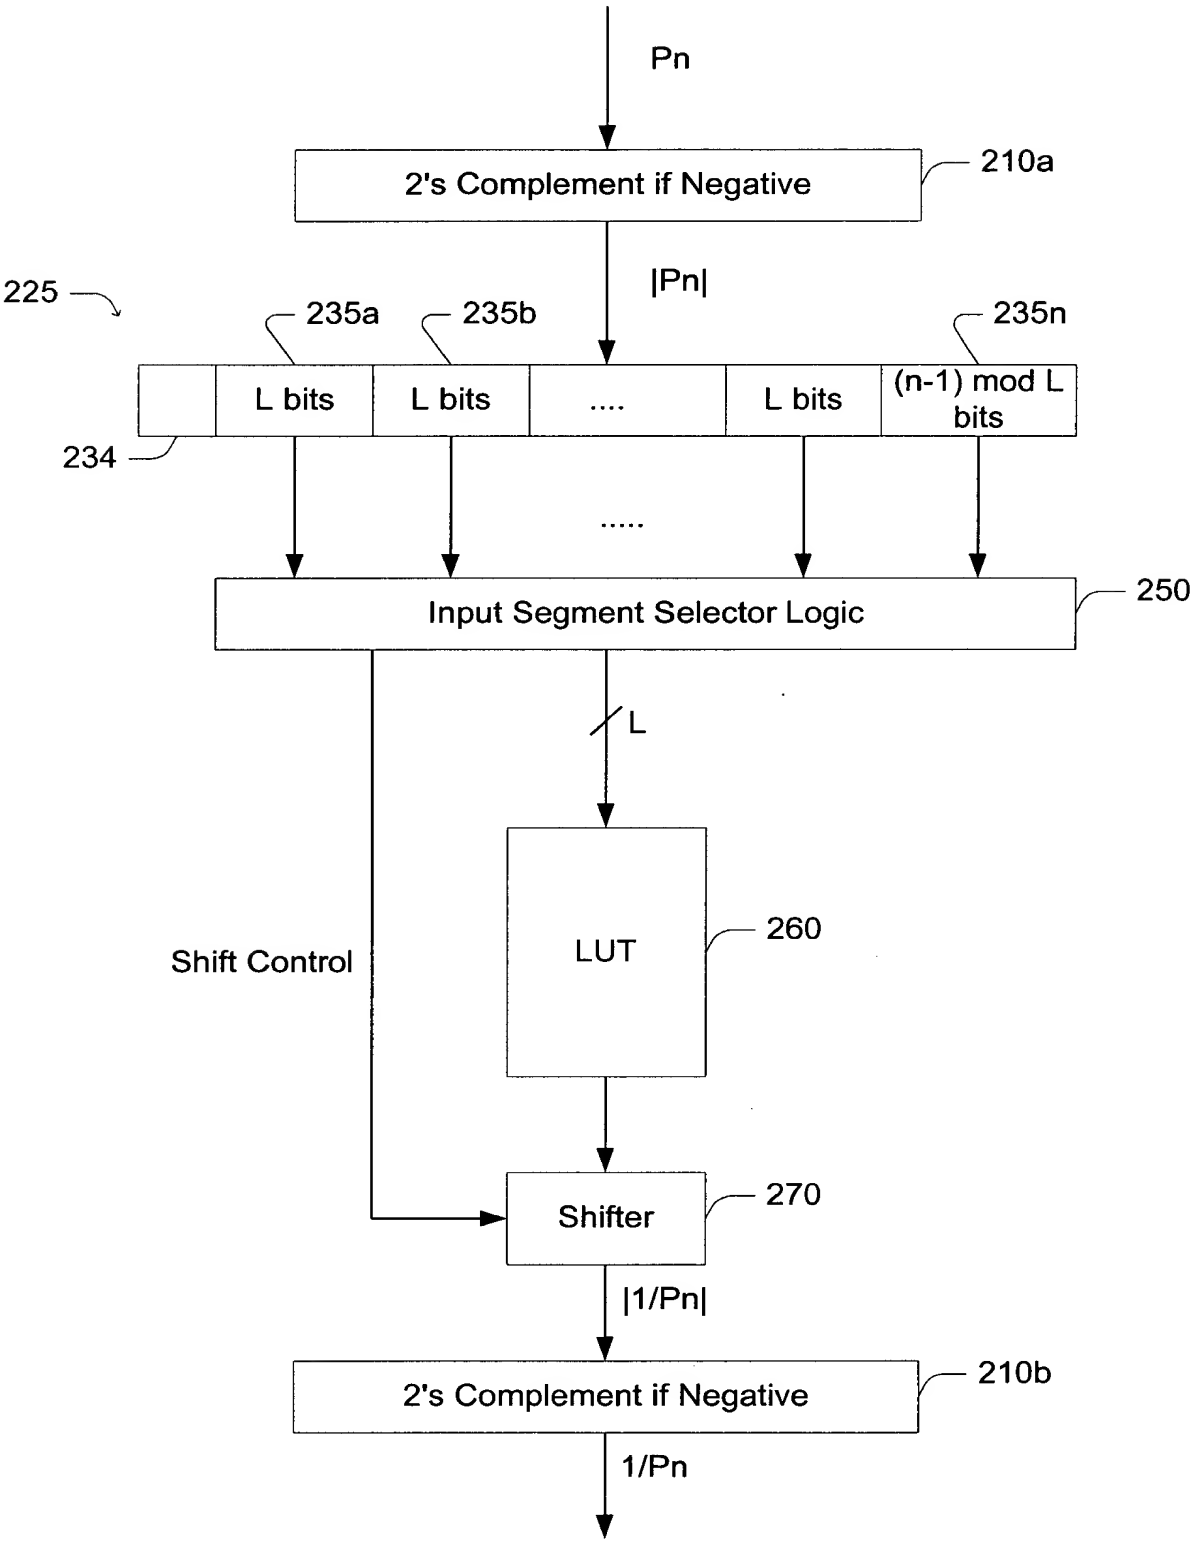 Pn
2's Complement if Negative
210a
|Pn|
225
235a
235b
235n
L bits
L bits
....
L bits
(n-1) mod L
bits
234
.....
Input Segment Selector Logic
250
L
LUT
260
Shift Control
Shifter
270
|1/Pn|
2's Complement if Negative
210b
1/Pn